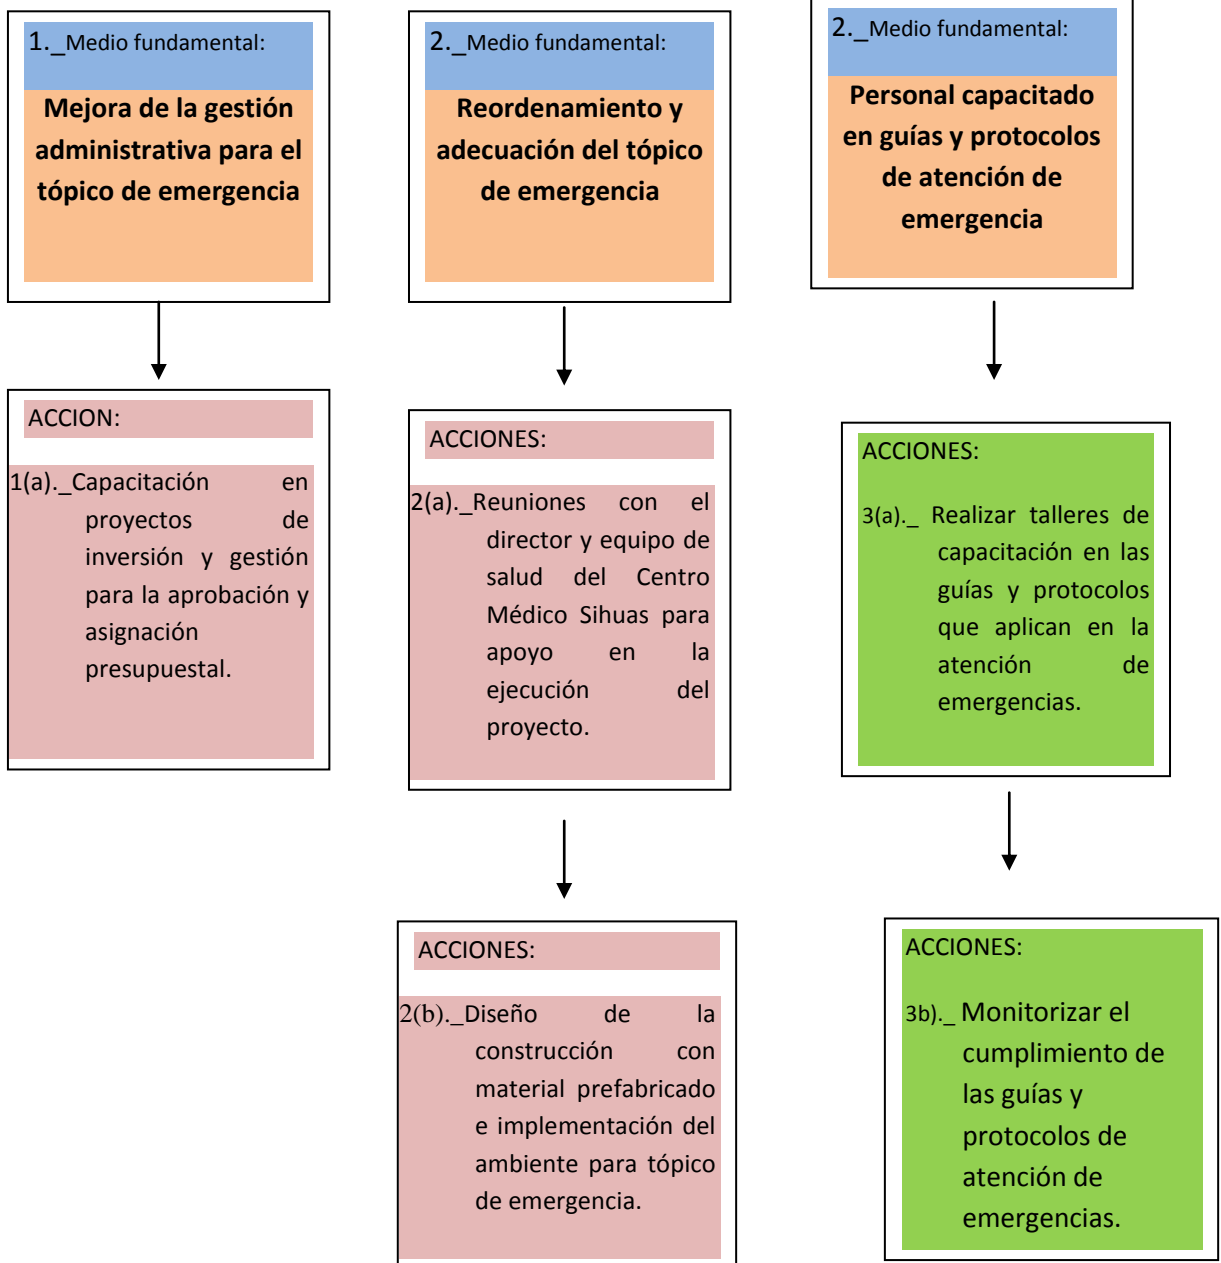 1._Medio fundamental:
Mejora de la gestión
administrativa para el
tópico de emergencia
2._Medio fundamental:
Reordenamiento y
adecuación del tópico
de emergencia
2._Medio fundamental:
Personal capacitado
en guías y protocolos
de atención de
emergencia
ACCION:
1(a)._Capacitación en
proyectos de
inversión y gestión
para la aprobación y
asignación
presupuestal.
ACCIONES:
2(a)._Reuniones con el
director y equipo de
salud del Centro
Médico Sihuas para
apoyo en la
ejecución del
proyecto.
ACCIONES:
3(a)._ Realizar talleres de
capacitación en las
guías y protocolos
que aplican en la
atención de
emergencias.
ACCIONES:
2(b)._Diseño de la
construcción con
material prefabricado
e implementación del
ambiente para tópico
de emergencia.
ACCIONES:
3b)._ Monitorizar el
cumplimiento de
las guías y
protocolos de
atención de
emergencias.